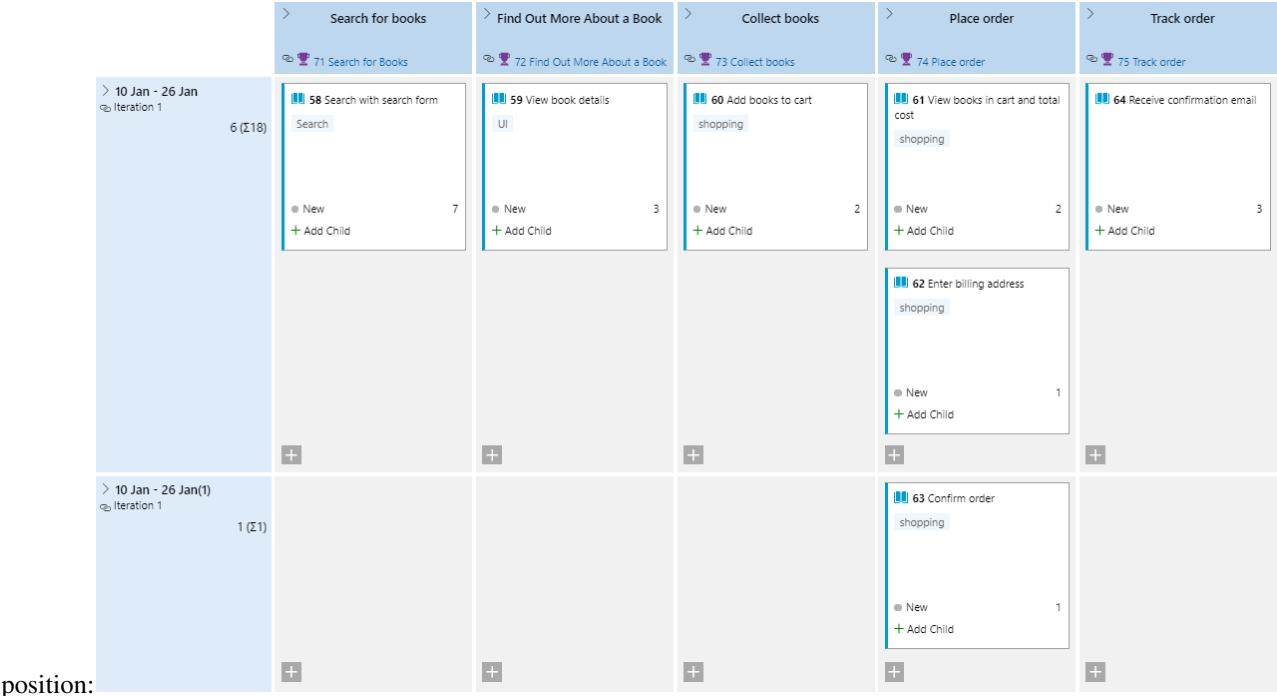 Search for books
71 Search for Books
Find Out More About a Book
72 Find Out More About a Book
Collect books
73 Collect books
Place order
74 Place order
Track order
75 Track order
10 Jan - 26 Jan
Iteration 1
6 (Σ18)
58 Search with search form
Search
New 7
+ Add Child
59 View book details
UI
New 3
+ Add Child
60 Add books to cart
shopping
New 2
+ Add Child
61 View books in cart and total
cost
shopping
New 2
+ Add Child
62 Enter billing address
shopping
New 1
+ Add Child
64 Receive confirmation email
New 3
+ Add Child
10 Jan - 26 Jan(1)
Iteration 1
1 (Σ1)
63 Confirm order
shopping
New 1
+ Add Child
position: